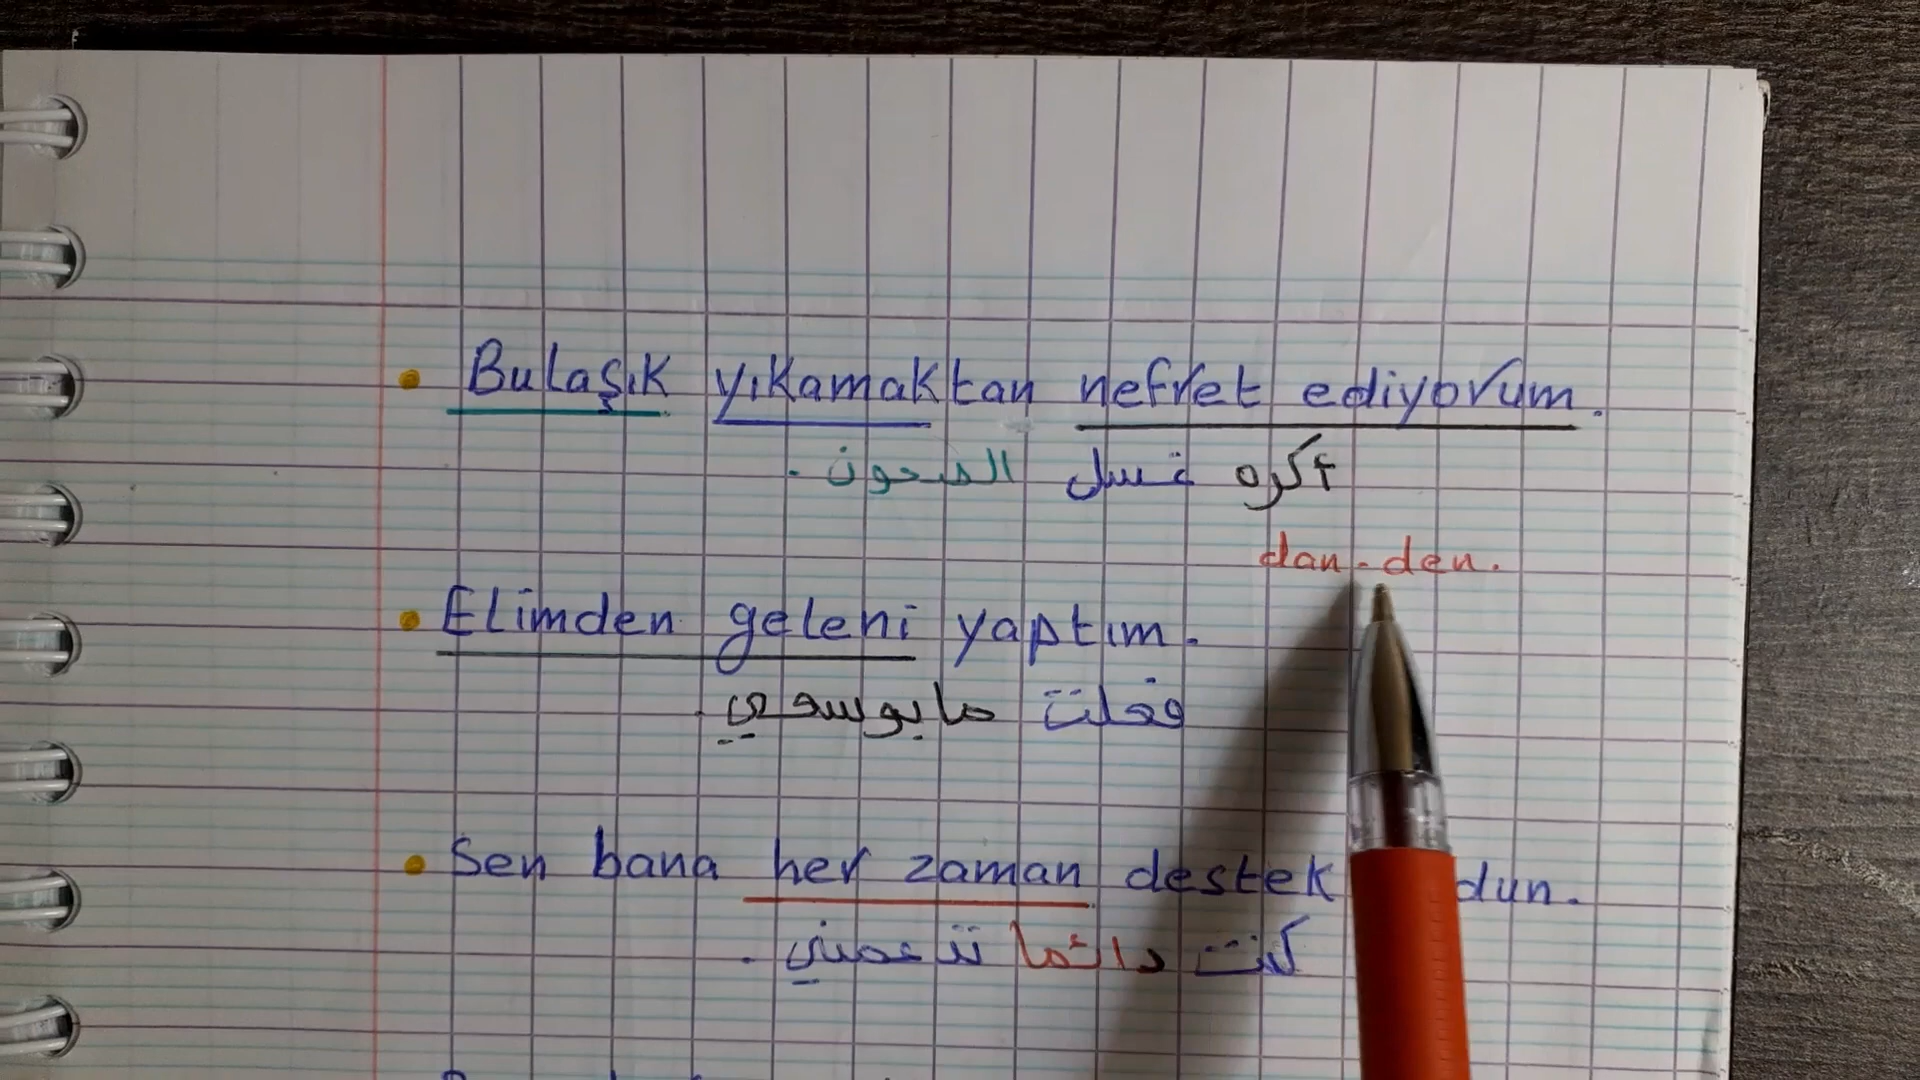 • Bulaşık yıkamaktan nefret ediyorum.
أكره غسل الصحون.
dan-den.
• Elimden geleni yaptım.
فعلت ما بوسعي.
• Sen bana her zaman destek dun.
كنت دائما تدعمني.